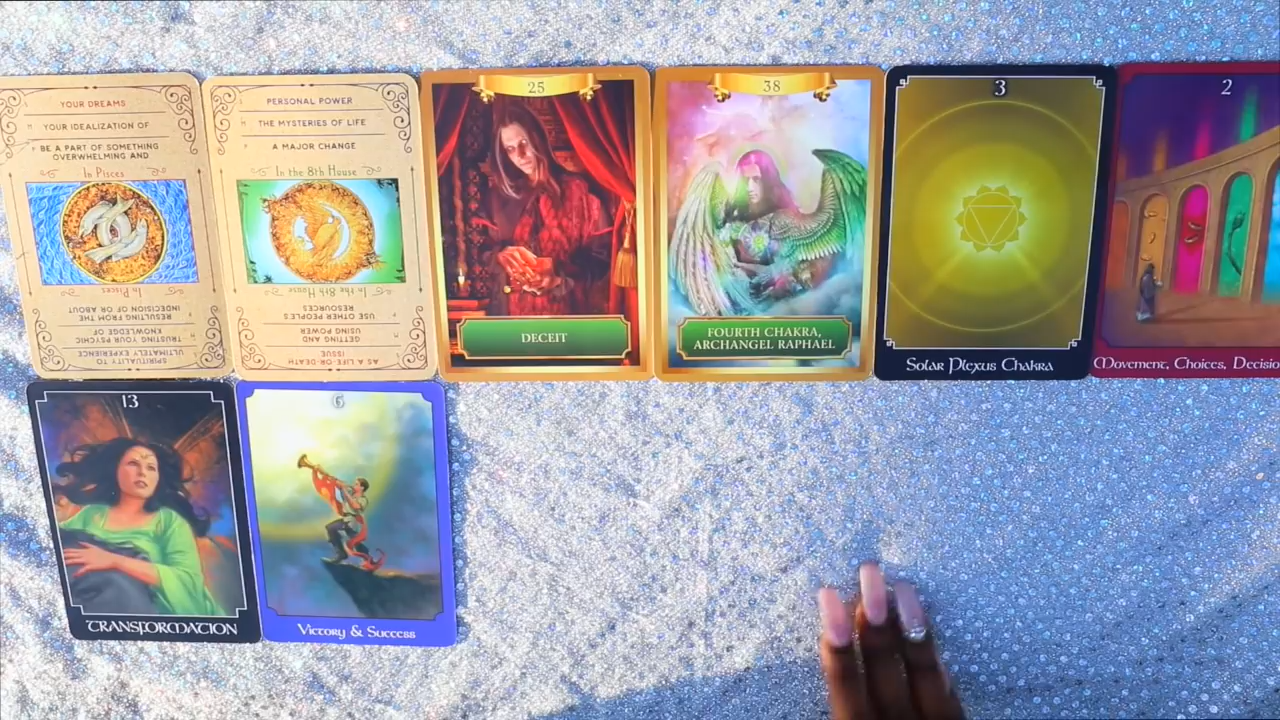 YOUR DREAMS
YOUR IDEALIZATION OF
BE A PART OF SOMETHING
OVERWHELMING AND
In Pisces
In Pisces
INDECISION OF OR ABOUT
RESULTING FROM THE
KNOWLEDGE OF
TRUSTING YOUR PSYCHIC
ULTIMATELY EXPERIENCE
SPIRITUALITY TO
PERSONAL POWER
THE MYSTERIES OF LIFE
A MAJOR CHANGE
In the 8th House
In the 8th House
RESOURCES
USE OTHER PEOPLE'S
USING POWER
GETTING AND
ISSUE
AS A LIFE-OR-DEATH
25
DECEIT
38
FOURTH CHAKRA,
ARCHANGEL RAPHAEL
3
Solar Plexus Chakra
2
Movement, Choices, Decisio
13
TRANSFORMATION
6
Victory & Success